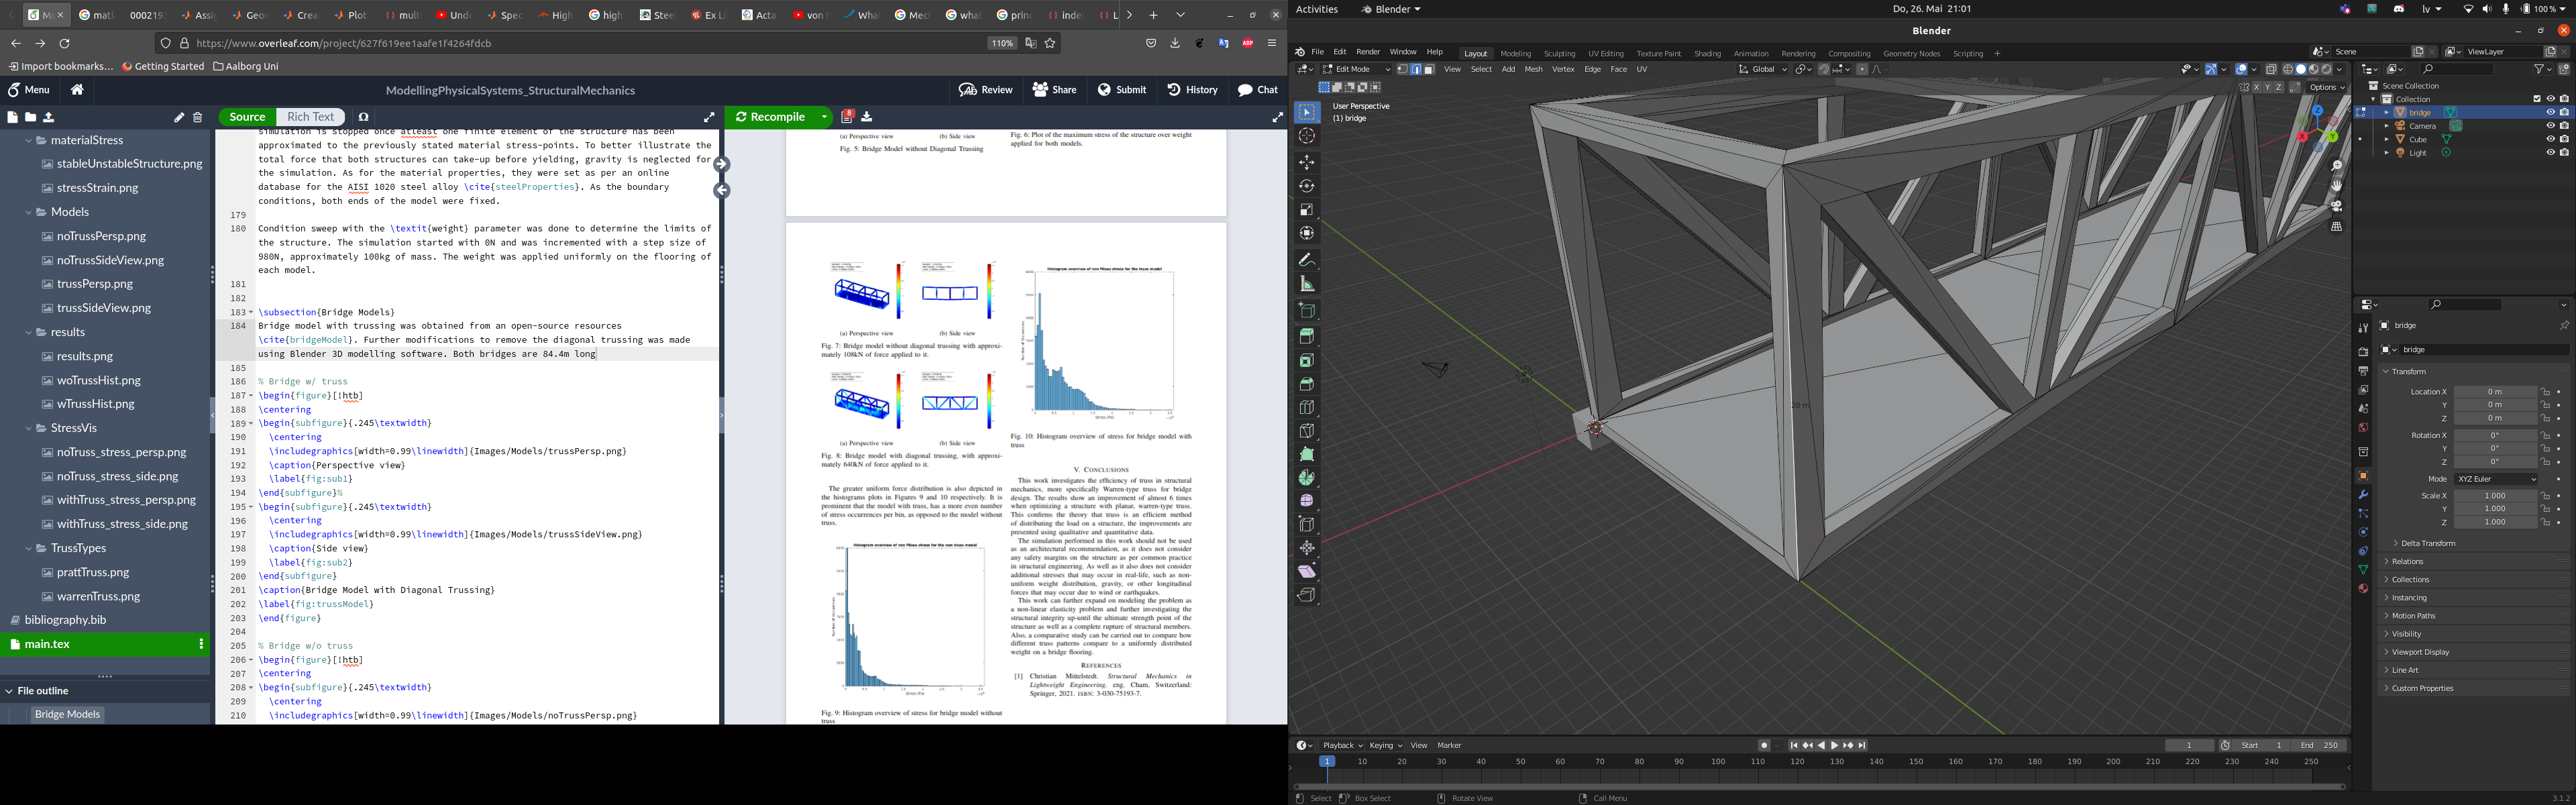 Mo
matl
0002193
Assig
Geor
Crea
Plot
mult
Unde
Spec
High
high
Steel
Ex Li
Acta
von
What
Mech
what
princ
inde
https://www.overleaf.com/project/627f619ee1aafe1f4264fdcb
110%
Import bookmarks...
Getting Started
Aalborg Uni
Menu
ModellingPhysicalSystems_StructuralMechanics
Review
Share
Submit
History
Chat
Source
Rich Text
Ω
Recompile
8
materialStress
stableUnstableStructure.png
stressStrain.png
Models
noTrussPersp.png
noTrussSideView.png
trussPersp.png
trussSideView.png
results
results.png
woTrussHist.png
wTrussHist.png
StressVis
noTruss_stress_persp.png
noTruss_stress_side.png
withTruss_stress_persp.png
withTruss_stress_side.png
TrussTypes
prattTruss.png
warrenTruss.png
bibliography.bib
main.tex
File outline
Bridge Models
simulation is stopped once atleast one finite element of the structure has been
approximated to the previously stated material stress-points. To better illustrate the
total force that both structures can take-up before yielding, gravity is neglected for
the simulation. As for the material properties, they were set as per an online
database for the AISI 1020 steel alloy \cite{steelProperties}. As the boundary
conditions, both ends of the model were fixed.
179
180 Condition sweep with the \textit{weight} parameter was done to determine the limits of
the structure. The simulation started with 0N and was incremented with a step size of
980N, approximately 100kg of mass. The weight was applied uniformly on the flooring of
each model.
181
182
183 \subsection{Bridge Models}
184 Bridge model with trussing was obtained from an open-source resources
\cite{bridgeModel}. Further modifications to remove the diagonal trussing was made
using Blender 3D modelling software. Both bridges are 84.4m long
185
186 % Bridge w/ truss
187 \begin{figure}[!htb]
188 \centering
189 \begin{subfigure}{.245\textwidth}
190 \centering
191 \includegraphics[width=0.99\linewidth]{Images/Models/trussPersp.png}
192 \caption{Perspective view}
193 \label{fig:sub1}
194 \end{subfigure}%
195 \begin{subfigure}{.245\textwidth}
196 \centering
197 \includegraphics[width=0.99\linewidth]{Images/Models/trussSideView.png}
198 \caption{Side view}
199 \label{fig:sub2}
200 \end{subfigure}
201 \caption{Bridge Model with Diagonal Trussing}
202 \label{fig:trussModel}
203 \end{figure}
204
205 % Bridge w/o truss
206 \begin{figure}[!htb]
207 \centering
208 \begin{subfigure}{.245\textwidth}
209 \centering
210 \includegraphics[width=0.99\linewidth]{Images/Models/noTrussPersp.png}
(a) Perspective view
(b) Side view
Fig. 5: Bridge Model without Diagonal Trussing
Fig. 6: Plot of the maximum stress of the structure over weight
applied for both models.
(a) Perspective view
(b) Side view
Fig. 7: Bridge model without diagonal trussing with approxi-
mately 108kN of force applied to it.
(a) Perspective view
(b) Side view
Fig. 8: Bridge model with diagonal trussing, with approxi-
mately 640kN of force applied to it.
The greater uniform force distribution is also depicted in
the histograms plots in Figures 9 and 10 respectively. It is
prominent that the model with truss, has a more even number
of stress occurrences per bin, as opposed to the model without
truss.
Histogram overview of von Mises stress for the non-truss model
Fig. 9: Histogram overview of stress for bridge model without
truss
Histogram overview of von Mises stress for the truss model
Fig. 10: Histogram overview of stress for bridge model with
truss
V. Conclusions
This work investigates the efficiency of truss in structural
mechanics, more specifically Warren-type truss for bridge
design. The results show an improvement of almost 6 times
when optimizing a structure with planar, warren-type truss.
This confirms the theory that truss is an efficient method
of distributing the load on a structure, the improvements are
presented using qualitative and quantitative data.
The simulation performed in this work should not be used
as an architectural recommendation, as it does not consider
any safety margins on the structure as per common practice
in structural engineering. As well as it also does not consider
additional stresses that may occur in real-life, such as non-
uniform weight distribution, gravity, or other longitudinal
forces that may occur due to wind or earthquakes.
This work can further expand on modeling the problem as
a non-linear elasticity problem and further investigating the
structural integrity up-until the ultimate strength point of the
structure as well as a complete rupture of structural members.
Also, a comparative study can be carried out to compare how
different truss patterns compare to a uniformly distributed
weight on a bridge flooring.
References
[1] Christian Mittelstedt. Structural Mechanics in
Lightweight Engineering. eng. Cham, Switzerland:
Springer, 2021. ISBN: 3-030-75193-7.
Activities
Blender
Do, 26. Mai 21:01
lv
100 %
Blender
File Edit Render Window Help
Layout Modeling Sculpting UV Editing Texture Paint Shading Animation Rendering Compositing Geometry Nodes Scripting +
Scene
ViewLayer
Edit Mode
View Select Add Mesh Vertex Edge Face UV
Global
X Y Z
Options
User Perspective
(1) bridge
20 m
Z
X
Y
Scene Collection
Collection
bridge
Camera
Cube
Light
bridge
bridge
Transform
Location X 0 m
Y 0 m
Z 0 m
Rotation X 0°
Y 0°
Z 0°
Mode XYZ Euler
Scale X 1.000
Y 1.000
Z 1.000
Delta Transform
Relations
Collections
Instancing
Motion Paths
Visibility
Viewport Display
Line Art
Custom Properties
Playback Keying View Marker
1
Start 1
End 250
1 10 20 30 40 50 60 70 80 90 100 110 120 130 140 150 160 170 180 190 200 210 220 230 240 250
Select
Box Select
Rotate View
Call Menu
3.1.2